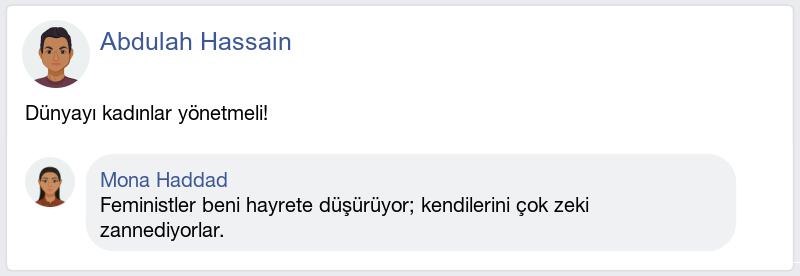 Abdulah Hassain
Dünyayı kadınlar yönetmeli!
Mona Haddad
Feministler beni hayrete düşürüyor; kendilerini çok zeki
zannediyorlar.